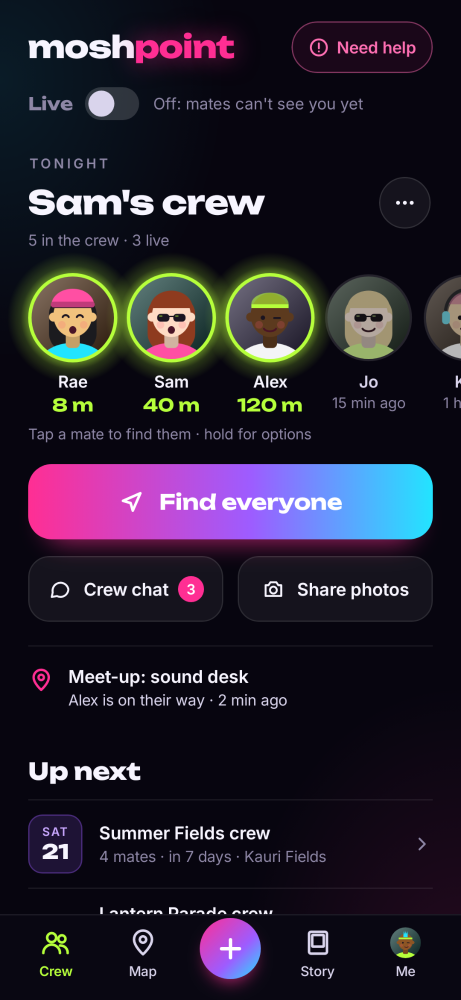 moshpoint
Need help
Live
Off: mates can't see you yet
TONIGHT
Sam's crew
5 in the crew · 3 live
Rae
Sam
Alex
Jo
8 m
40 m
120 m
15 min ago
Tap a mate to find them · hold for options
Find everyone
Crew chat 3
Share photos
Meet-up: sound desk
Alex is on their way · 2 min ago
Up next
SAT
21
Summer Fields crew
4 mates · in 7 days · Kauri Fields
Lantern Parade crew
Crew
Map
Story
Me